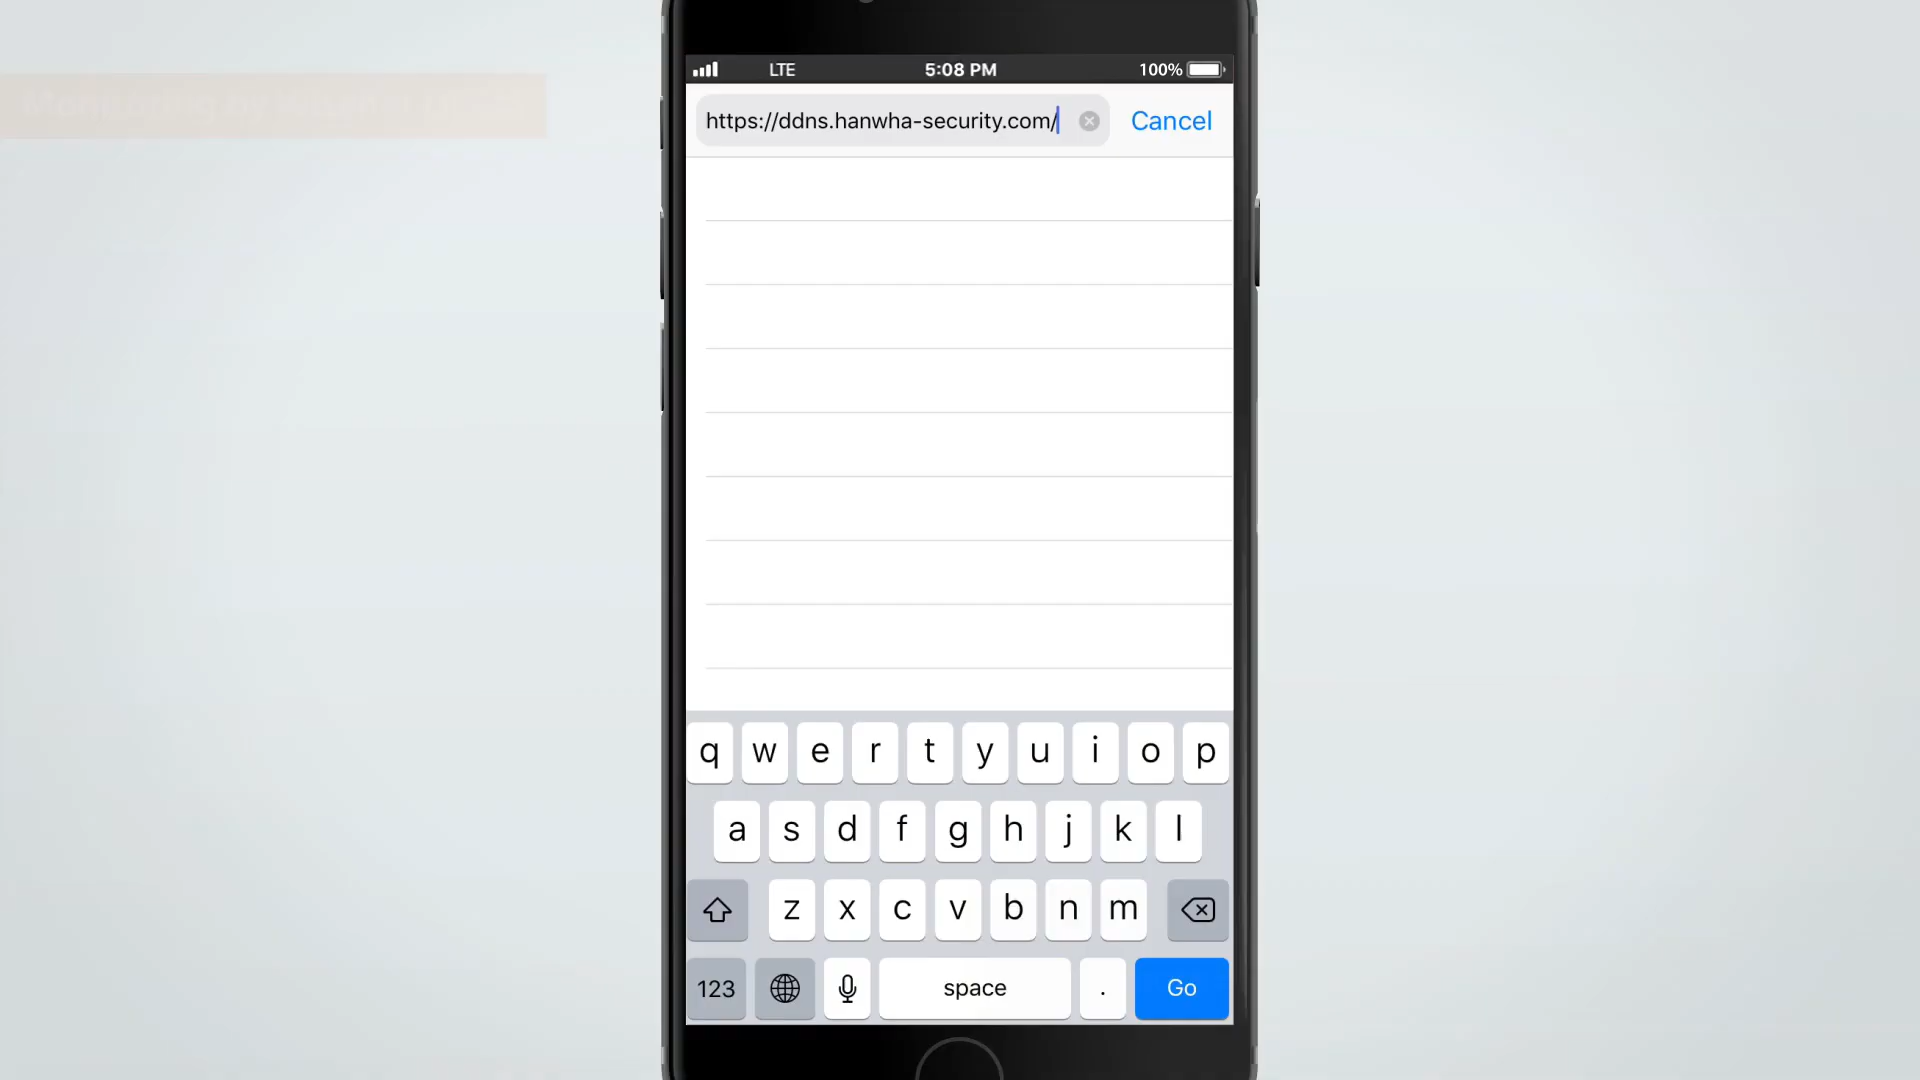 LTE
5:08 PM
100%
https://ddns.hanwha-security.com/
Cancel
q w e r t y u i o p
a s d f g h j k l
z x c v b n m
123
space
.
Go